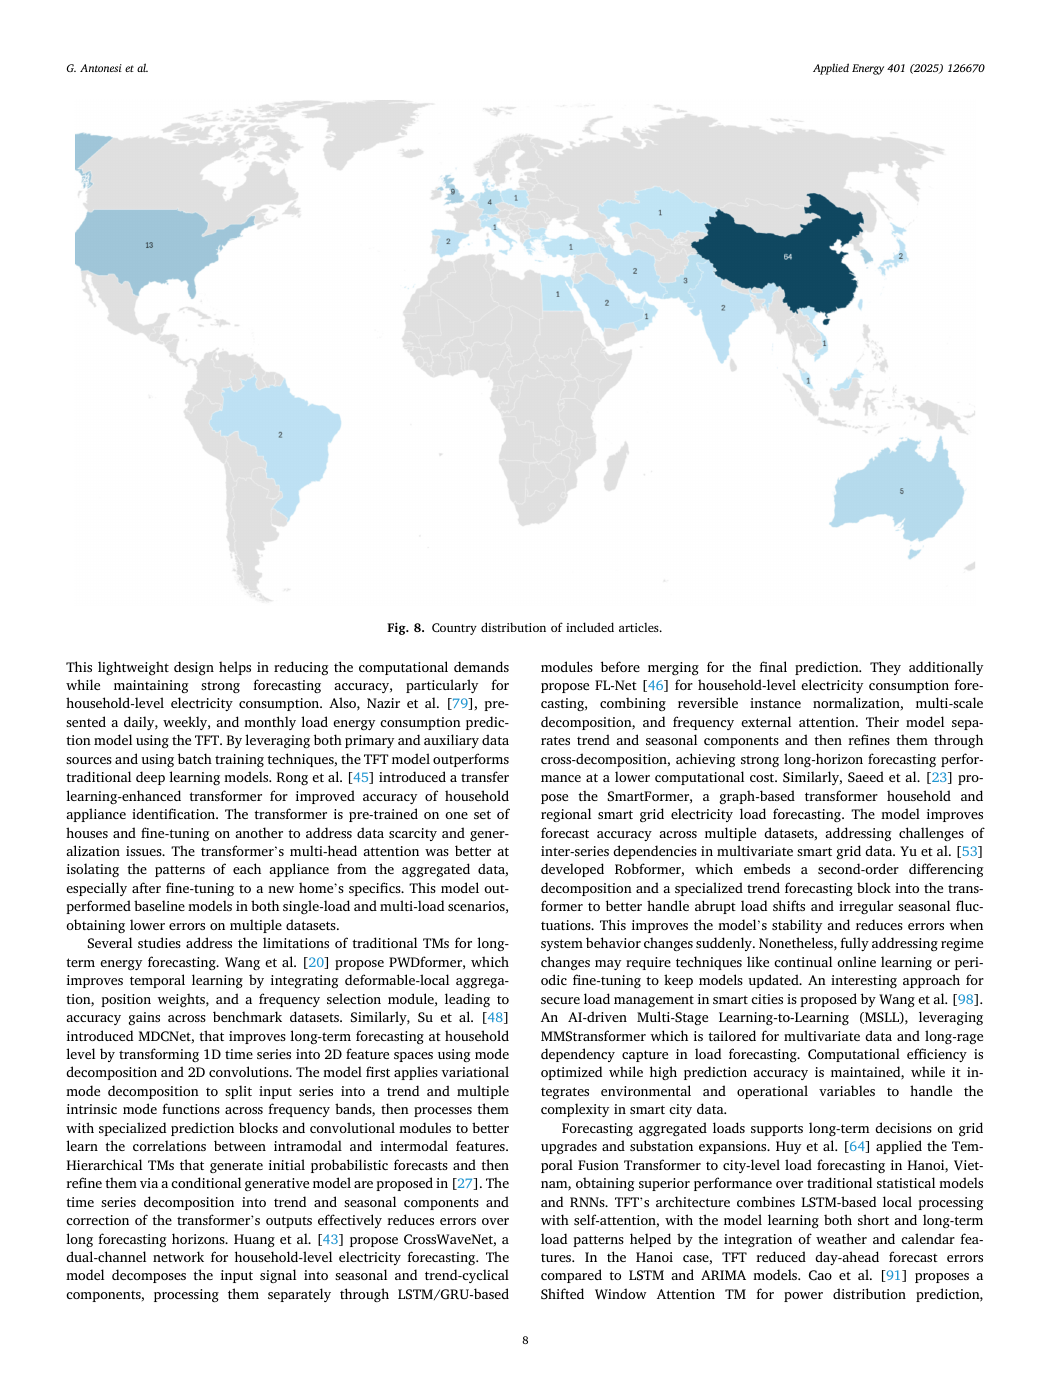 G. Antonesi et al.
Applied Energy 401 (2025) 126670
13
9
4
1
1
2
1
1
64
2
2
3
1
2
1
2
1
1
2
5
Fig. 8. Country distribution of included articles.
This lightweight design helps in reducing the computational demands
while maintaining strong forecasting accuracy, particularly for
household-level electricity consumption. Also, Nazir et al. [79], pre-
sented a daily, weekly, and monthly load energy consumption predic-
tion model using the TFT. By leveraging both primary and auxiliary data
sources and using batch training techniques, the TFT model outperforms
traditional deep learning models. Rong et al. [45] introduced a transfer
learning-enhanced transformer for improved accuracy of household
appliance identification. The transformer is pre-trained on one set of
houses and fine-tuning on another to address data scarcity and gener-
alization issues. The transformer's multi-head attention was better at
isolating the patterns of each appliance from the aggregated data,
especially after fine-tuning to a new home's specifics. This model out-
performed baseline models in both single-load and multi-load scenarios,
obtaining lower errors on multiple datasets.
Several studies address the limitations of traditional TMs for long-
term energy forecasting. Wang et al. [20] propose PWDformer, which
improves temporal learning by integrating deformable-local aggrega-
tion, position weights, and a frequency selection module, leading to
accuracy gains across benchmark datasets. Similarly, Su et al. [48]
introduced MDCNet, that improves long-term forecasting at household
level by transforming 1D time series into 2D feature spaces using mode
decomposition and 2D convolutions. The model first applies variational
mode decomposition to split input series into a trend and multiple
intrinsic mode functions across frequency bands, then processes them
with specialized prediction blocks and convolutional modules to better
learn the correlations between intramodal and intermodal features.
Hierarchical TMs that generate initial probabilistic forecasts and then
refine them via a conditional generative model are proposed in [27]. The
time series decomposition into trend and seasonal components and
correction of the transformer's outputs effectively reduces errors over
long forecasting horizons. Huang et al. [43] propose CrossWaveNet, a
dual-channel network for household-level electricity forecasting. The
model decomposes the input signal into seasonal and trend-cyclical
components, processing them separately through LSTM/GRU-based
modules before merging for the final prediction. They additionally
propose FL-Net [46] for household-level electricity consumption fore-
casting, combining reversible instance normalization, multi-scale
decomposition, and frequency external attention. Their model sepa-
rates trend and seasonal components and then refines them through
cross-decomposition, achieving strong long-horizon forecasting perfor-
mance at a lower computational cost. Similarly, Saeed et al. [23] pro-
pose the SmartFormer, a graph-based transformer household and
regional smart grid electricity load forecasting. The model improves
forecast accuracy across multiple datasets, addressing challenges of
inter-series dependencies in multivariate smart grid data. Yu et al. [53]
developed Robformer, which embeds a second-order differencing
decomposition and a specialized trend forecasting block into the trans-
former to better handle abrupt load shifts and irregular seasonal fluc-
tuations. This improves the model's stability and reduces errors when
system behavior changes suddenly. Nonetheless, fully addressing regime
changes may require techniques like continual online learning or peri-
odic fine-tuning to keep models updated. An interesting approach for
secure load management in smart cities is proposed by Wang et al. [98].
An AI-driven Multi-Stage Learning-to-Learning (MSLL), leveraging
MMStransformer which is tailored for multivariate data and long-rage
dependency capture in load forecasting. Computational efficiency is
optimized while high prediction accuracy is maintained, while it in-
tegrates environmental and operational variables to handle the
complexity in smart city data.
Forecasting aggregated loads supports long-term decisions on grid
upgrades and substation expansions. Huy et al. [64] applied the Tem-
poral Fusion Transformer to city-level load forecasting in Hanoi, Viet-
nam, obtaining superior performance over traditional statistical models
and RNNs. TFT's architecture combines LSTM-based local processing
with self-attention, with the model learning both short and long-term
load patterns helped by the integration of weather and calendar fea-
tures. In the Hanoi case, TFT reduced day-ahead forecast errors
compared to LSTM and ARIMA models. Cao et al. [91] proposes a
Shifted Window Attention TM for power distribution prediction,
8